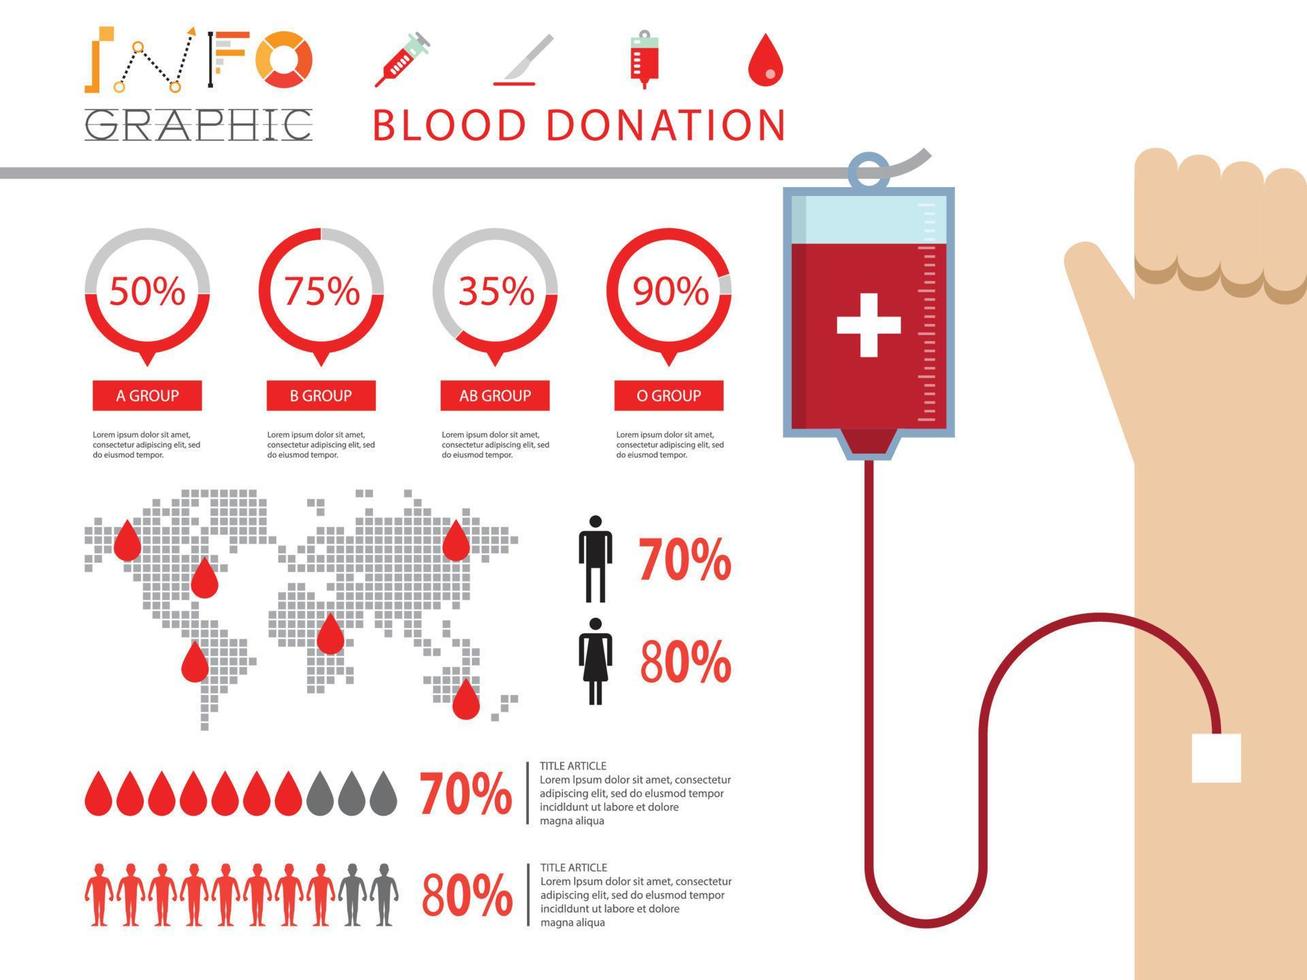 INFO
GRAPHIC
BLOOD DONATION
50%
75%
35%
90%
A GROUP
B GROUP
AB GROUP
O GROUP
Lorem ipsum dolor sit amet,
consectetur adipiscing elit, sed
do eiusmod tempor.
Lorem ipsum dolor sit amet,
consectetur adipiscing elit, sed
do eiusmod tempor.
Lorem ipsum dolor sit amet,
consectetur adipiscing elit, sed
do eiusmod tempor.
Lorem ipsum dolor sit amet,
consectetur adipiscing elit, sed
do eiusmod tempor.
70%
80%
70%
TITLE ARTICLE
Lorem Ipsum dolor sit amet, consectetur
adipiscing elit, sed do eiusmod tempor
incidldunt ut labore et dolore
magna aliqua
80%
TITLE ARTICLE
Lorem Ipsum dolor sit amet, consectetur
adipiscing elit, sed do eiusmod tempor
incidldunt ut labore et dolore
magna aliqua